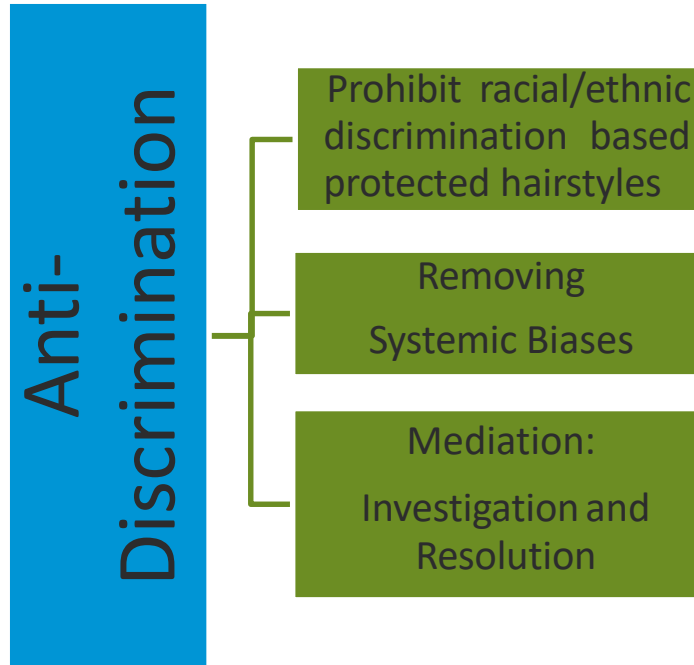 Anti-
Discrimination
Prohibit racial/ethnic
discrimination based
protected hairstyles
Removing
Systemic Biases
Mediation:
Investigation and
Resolution